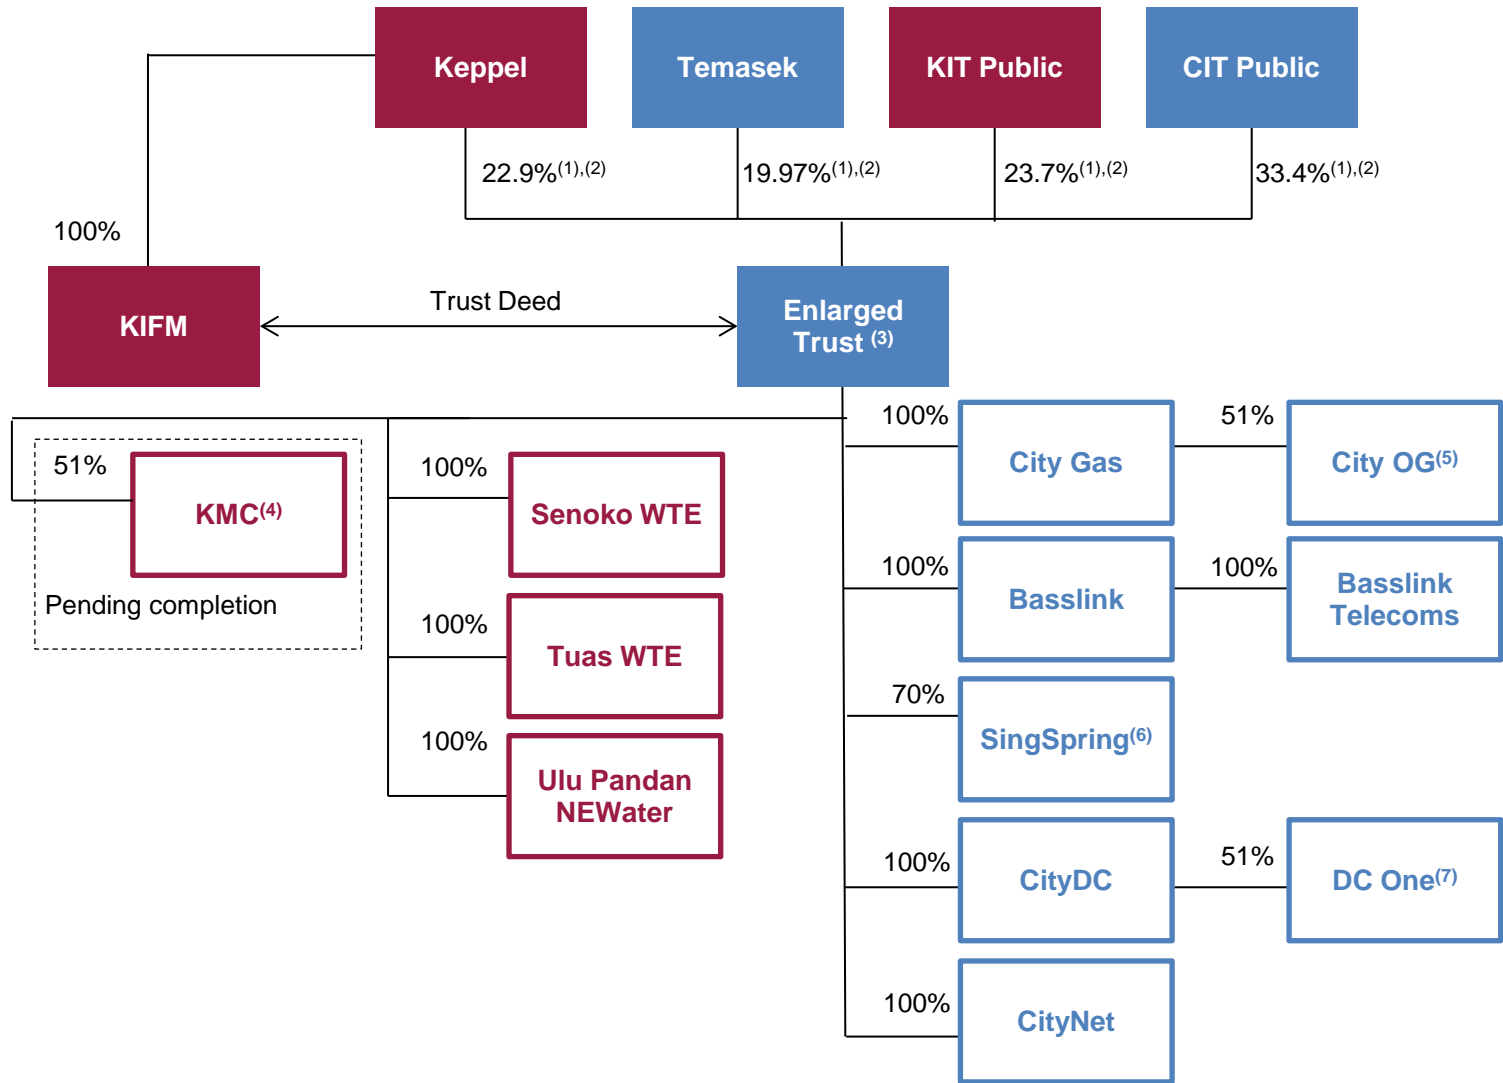 Keppel
Temasek
KIT Public
CIT Public
22.9%(1),(2)
19.97%(1),(2)
23.7%(1),(2)
33.4%(1),(2)
100%
KIFM
Trust Deed
Enlarged
Trust (3)
51%
KMC(4)
Pending completion
100%
Senoko WTE
100%
Tuas WTE
100%
Ulu Pandan
NEWater
100%
City Gas
51%
City OG(5)
100%
Basslink
100%
Basslink
Telecoms
70%
SingSpring(6)
100%
CityDC
51%
DC One(7)
100%
CityNet